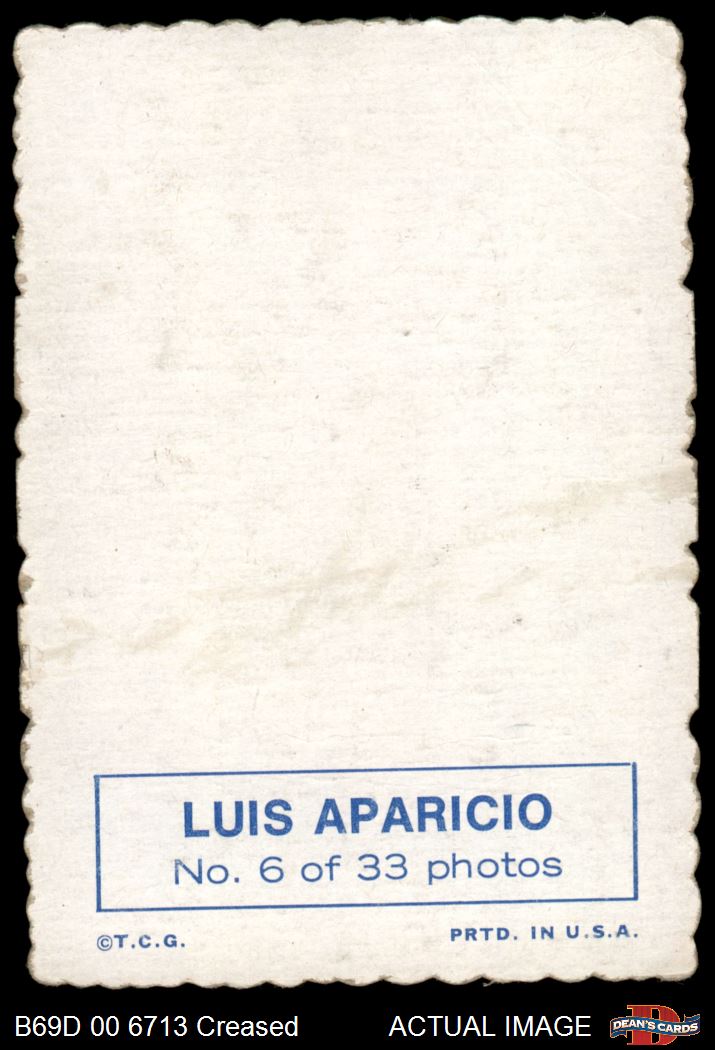 LUIS APARICIO
No. 6 of 33 photos
©T.C.G. PRTD. IN U.S.A.
B69D 00 6713 Creased ACTUAL IMAGE DEAN'S CARDS